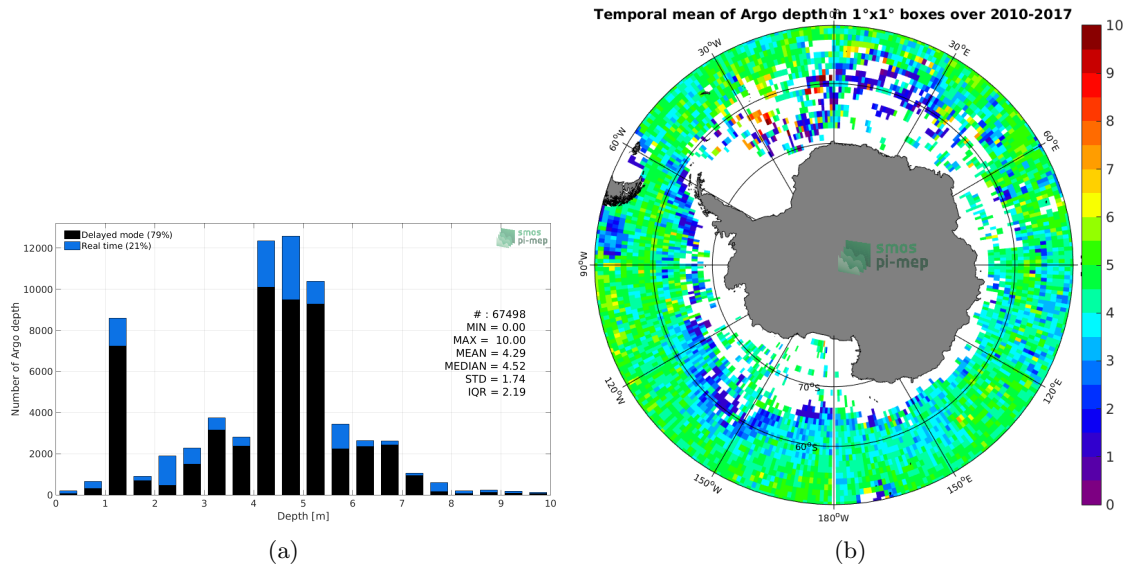 Temporal mean of Argo depth in 1°x1° boxes over 2010-2017
Delayed mode (79%)
Real time (21%)
smos
pi-mep
# : 67498
MIN = 0.00
MAX = 10.00
MEAN = 4.29
MEDIAN = 4.52
STD = 1.74
IQR = 2.19
Number of Argo depth
12000
10000
8000
6000
4000
2000
0
0 1 2 3 4 5 6 7 8 9 10
Depth [m]
(a)
30°W
30°E
60°W
60°E
90°W
smos
pi-mep
120°W
120°E
150°W
150°E
180°W
70°S
60°S
10
9
8
7
6
5
4
3
2
1
0
(b)